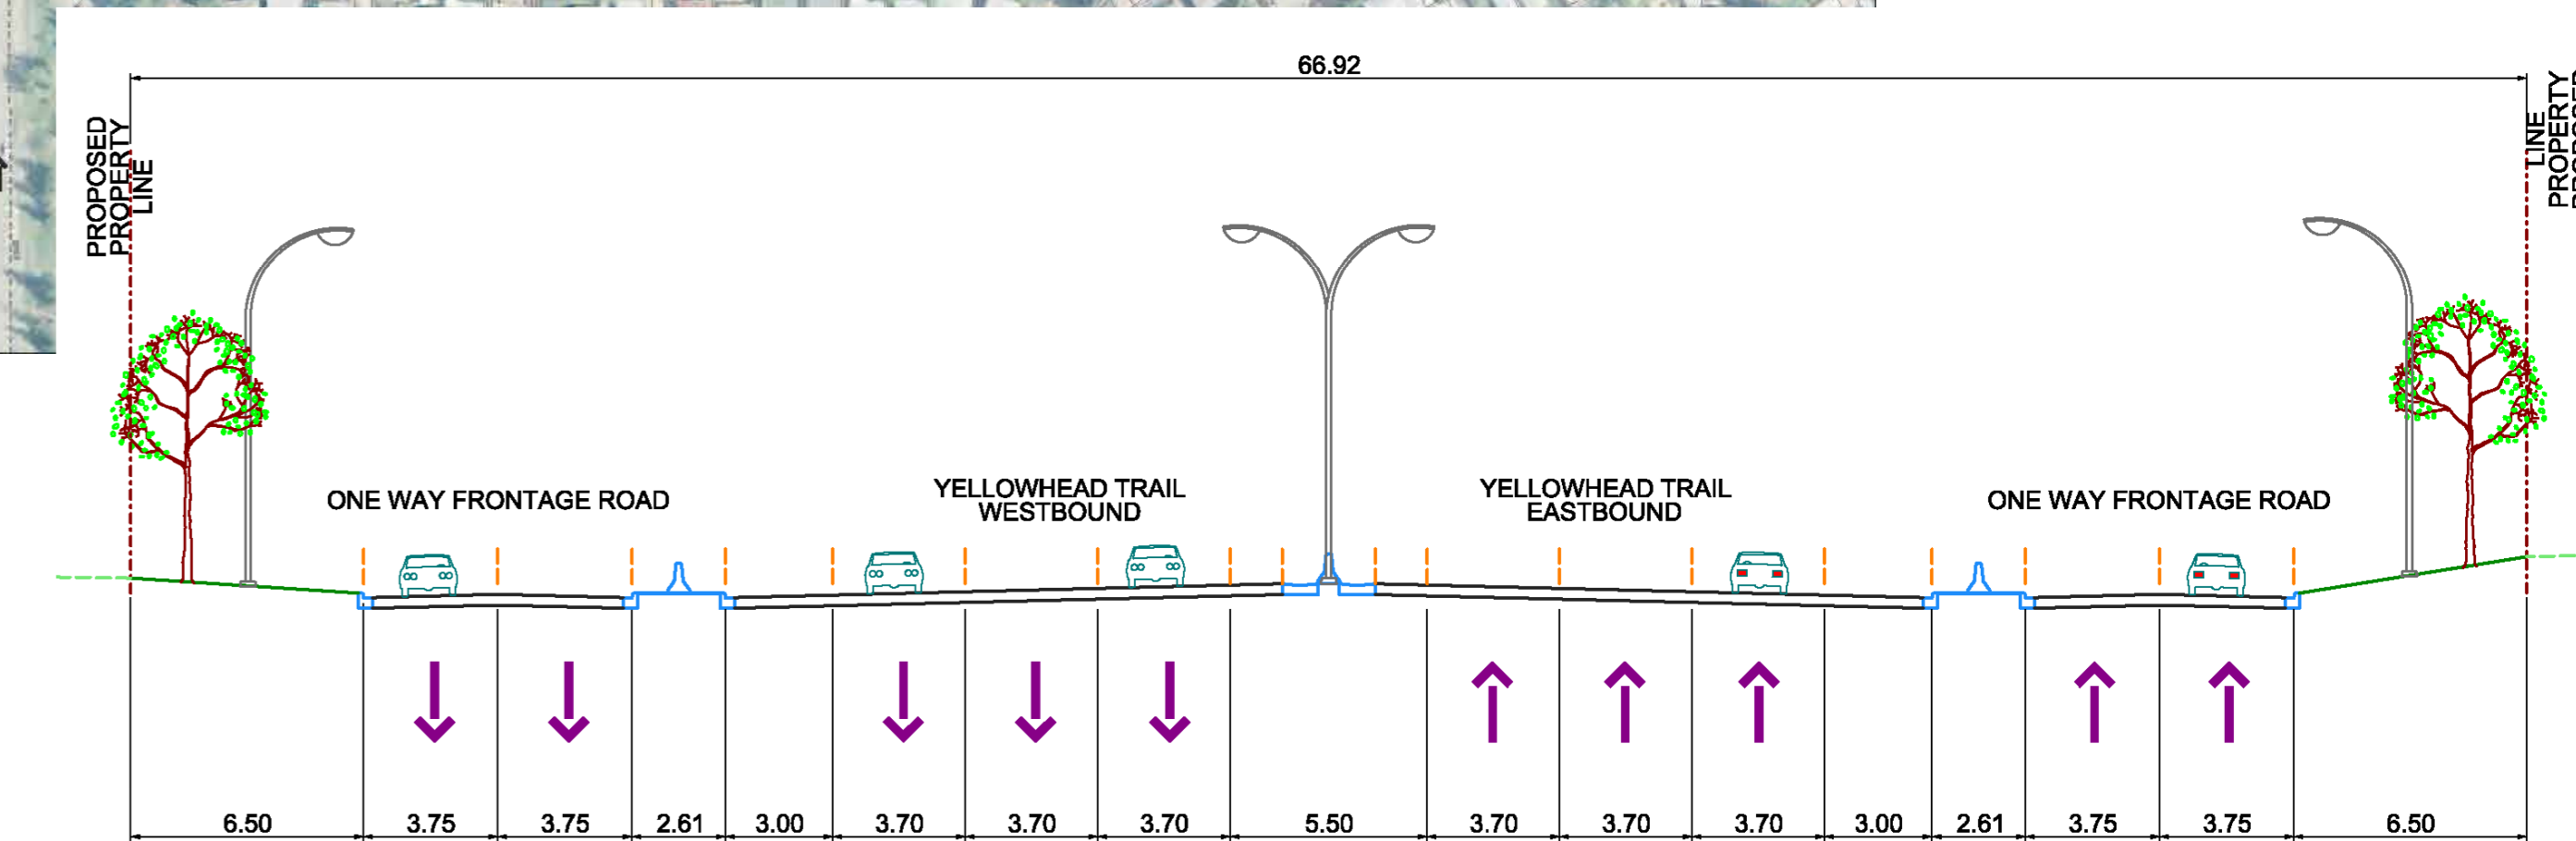 66.92
PROPOSED
PROPERTY
LINE
LINE
PROPERTY
PROPOSED
ONE WAY FRONTAGE ROAD
YELLOWHEAD TRAIL
WESTBOUND
YELLOWHEAD TRAIL
EASTBOUND
ONE WAY FRONTAGE ROAD
6.50 3.75 3.75 2.61 3.00 3.70 3.70 3.70 5.50 3.70 3.70 3.70 3.00 2.61 3.75 3.75 6.50